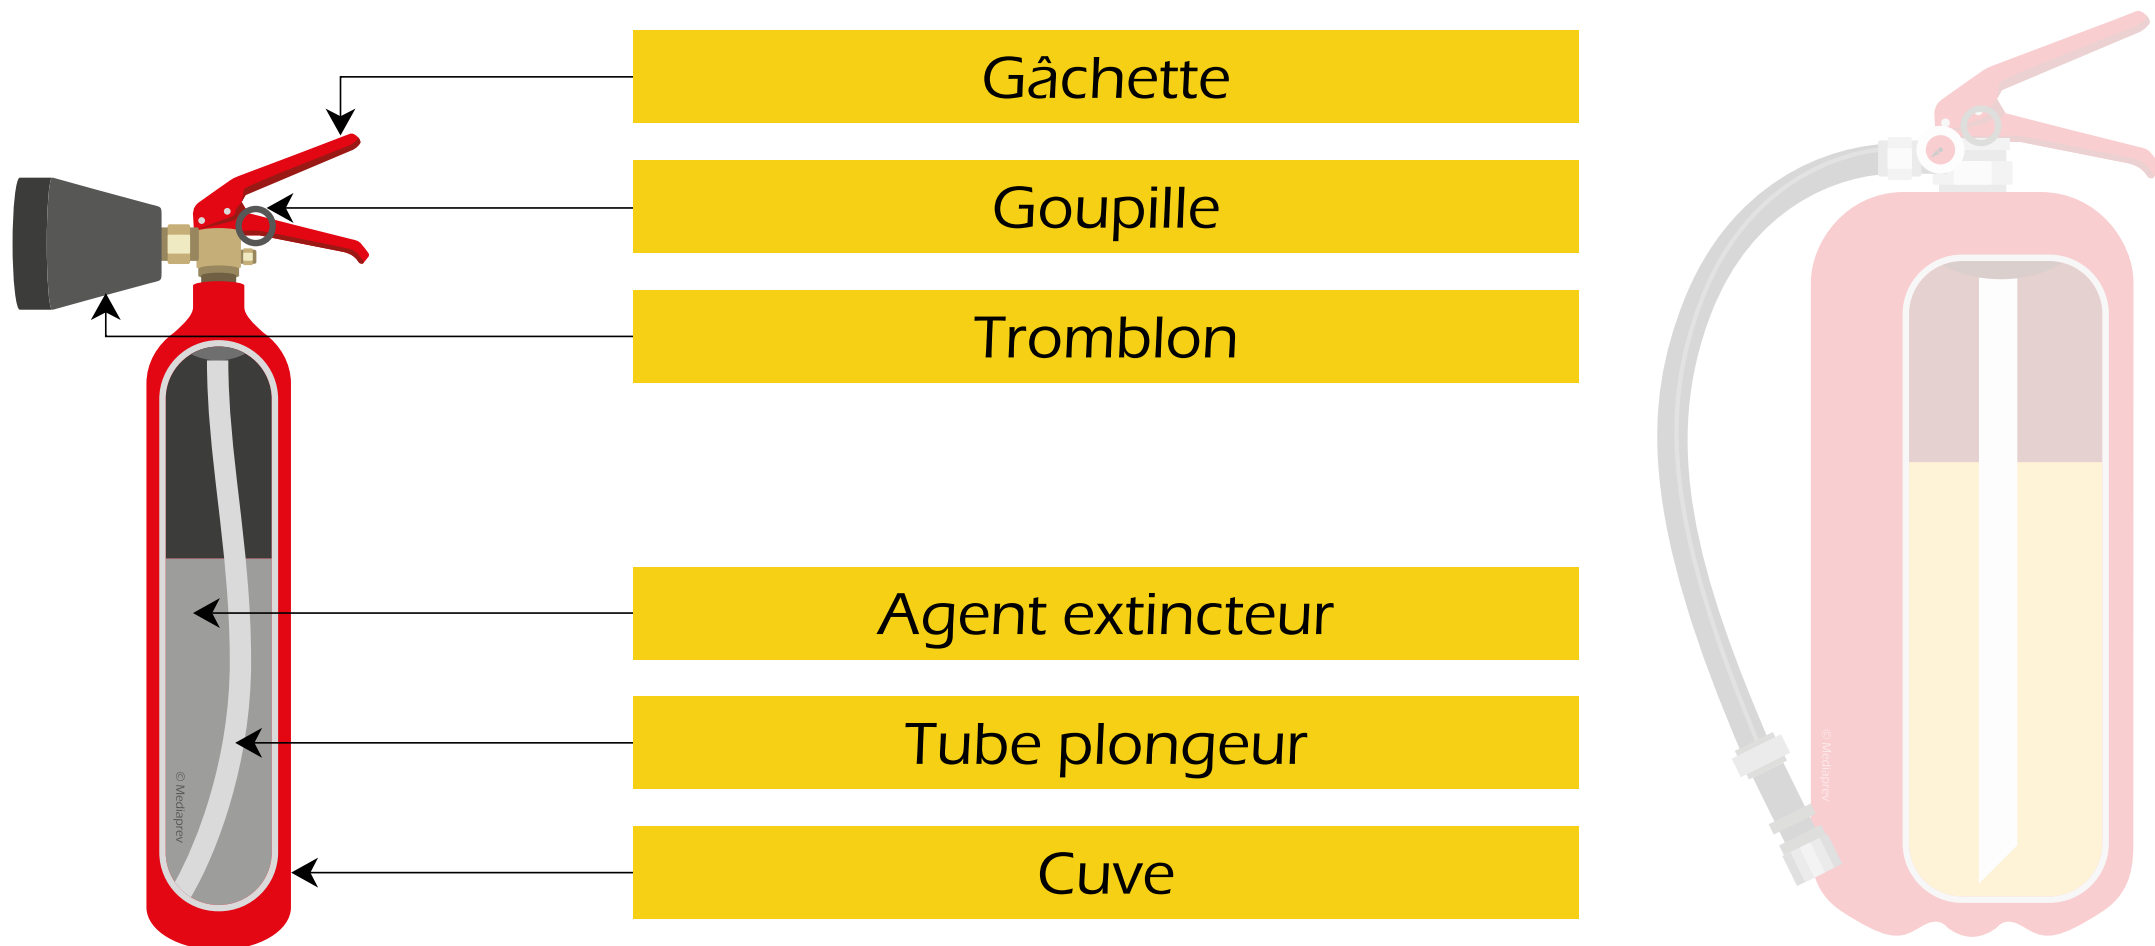 Gâchette
Goupille
Tromblon
Agent extincteur
Tube plongeur
Cuve
© Mediaprev
© Mediaprev